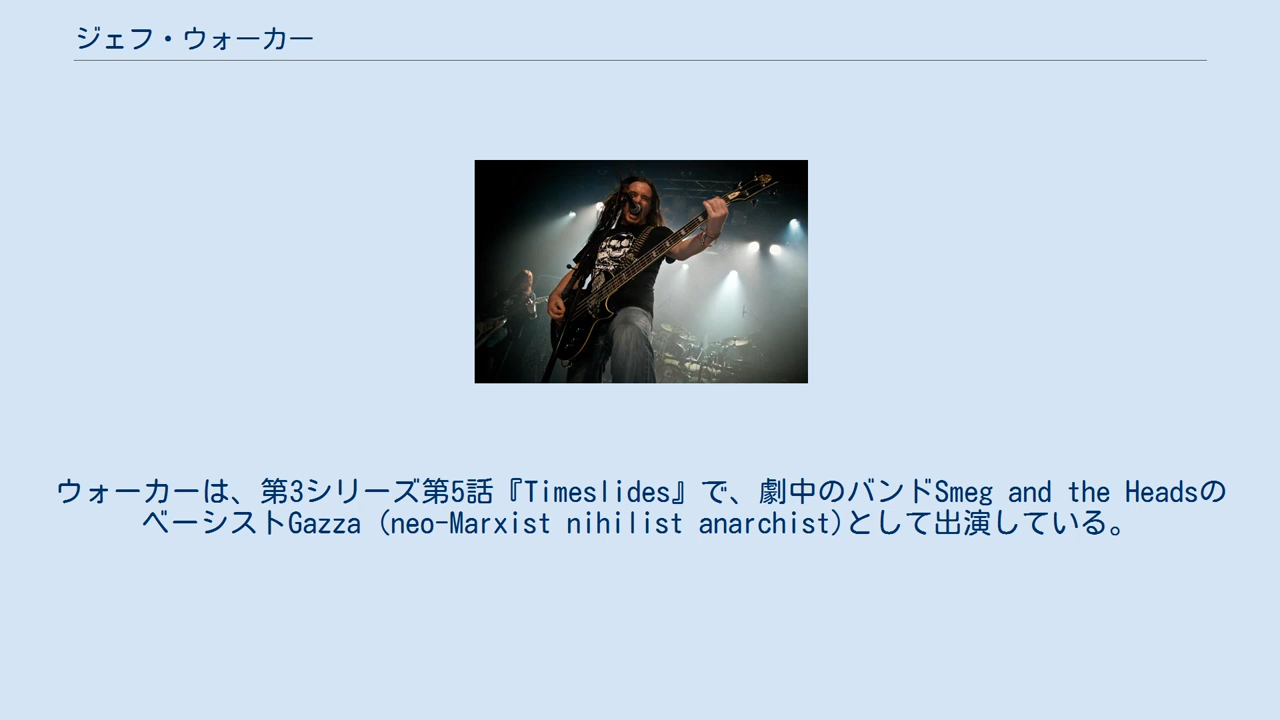 ジェフ・ウォーカー
ウォーカーは、第3シリーズ第5話『Timeslides』で、劇中のバンドSmeg and the Headsの
ベーシストGazza (neo-Marxist nihilist anarchist)として出演している。